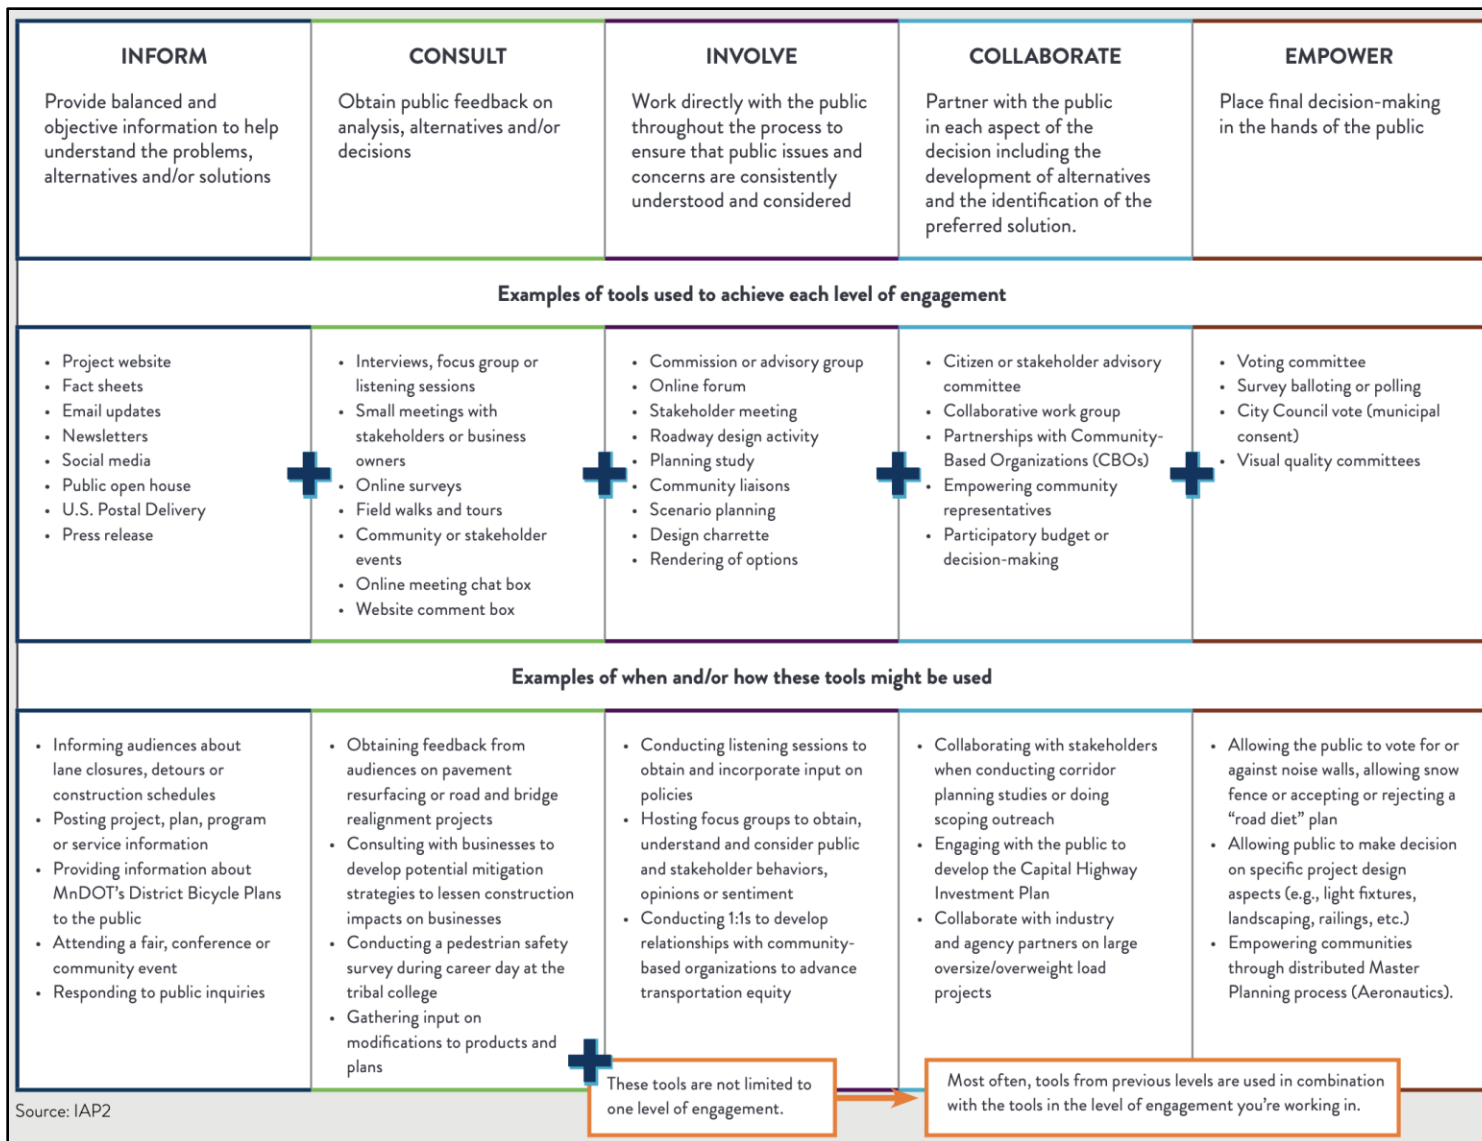 INFORM
Provide balanced and
objective information to help
understand the problems,
alternatives and/or solutions
CONSULT
Obtain public feedback on
analysis, alternatives and/or
decisions
INVOLVE
Work directly with the public
throughout the process to
ensure that public issues and
concerns are consistently
understood and considered
COLLABORATE
Partner with the public
in each aspect of the
decision including the
development of alternatives
and the identification of the
preferred solution.
EMPOWER
Place final decision-making
in the hands of the public
Examples of tools used to achieve each level of engagement
• Project website
• Fact sheets
• Email updates
• Newsletters
• Social media
• Public open house
• U.S. Postal Delivery
• Press release
• Interviews, focus group or
listening sessions
• Small meetings with
stakeholders or business
owners
• Online surveys
• Field walks and tours
• Community or stakeholder
events
• Online meeting chat box
• Website comment box
• Commission or advisory group
• Online forum
• Stakeholder meeting
• Roadway design activity
• Planning study
• Community liaisons
• Scenario planning
• Design charrette
• Rendering of options
• Citizen or stakeholder advisory
committee
• Collaborative work group
• Partnerships with Community-
Based Organizations (CBOs)
• Empowering community
representatives
• Participatory budget or
decision-making
• Voting committee
• Survey balloting or polling
• City Council vote (municipal
consent)
• Visual quality committees
Examples of when and/or how these tools might be used
• Informing audiences about
lane closures, detours or
construction schedules
• Posting project, plan, program
or service information
• Providing information about
MnDOT's District Bicycle Plans
to the public
• Attending a fair, conference or
community event
• Responding to public inquiries
• Obtaining feedback from
audiences on pavement
resurfacing or road and bridge
realignment projects
• Consulting with businesses to
develop potential mitigation
strategies to lessen construction
impacts on businesses
• Conducting a pedestrian safety
survey during career day at the
tribal college
• Gathering input on
modifications to products and
plans
• Conducting listening sessions to
obtain and incorporate input on
policies
• Hosting focus groups to obtain,
understand and consider public
and stakeholder behaviors,
opinions or sentiment
• Conducting 1:1s to develop
relationships with community-
based organizations to advance
transportation equity
• Collaborating with stakeholders
when conducting corridor
planning studies or doing
scoping outreach
• Engaging with the public to
develop the Capital Highway
Investment Plan
• Collaborate with industry
and agency partners on large
oversize/overweight load
projects
• Allowing the public to vote for or
against noise walls, allowing snow
fence or accepting or rejecting a
“road diet” plan
• Allowing public to make decision
on specific project design
aspects (e.g., light fixtures,
landscaping, railings, etc.)
• Empowering communities
through distributed Master
Planning process (Aeronautics).
These tools are not limited to
one level of engagement.
Most often, tools from previous levels are used in combination
with the tools in the level of engagement you're working in.
Source: IAP2